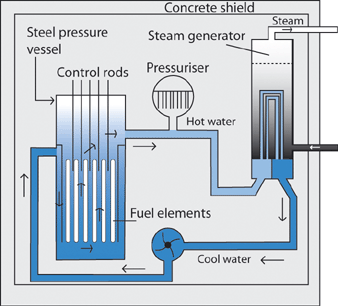 Concrete shield
Steam
Steel pressure
vessel
Steam generator
Control rods
Pressuriser
Hot water
Fuel elements
Cool water